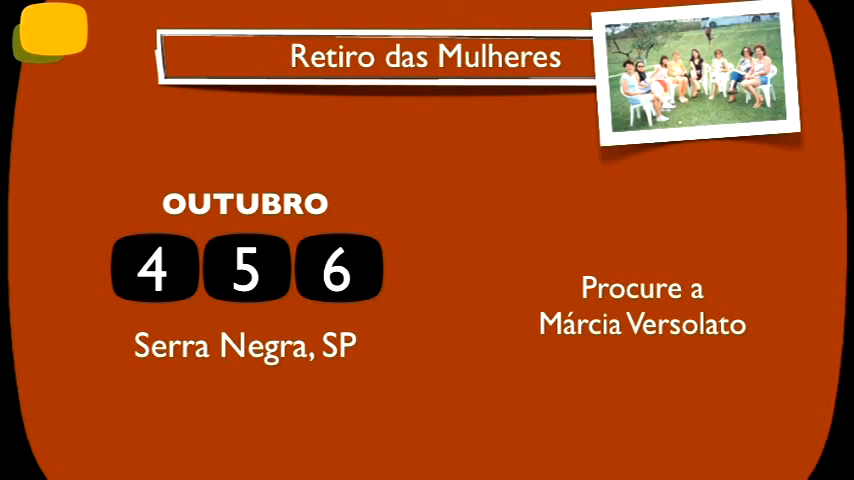 Retiro das Mulheres
OUTUBRO
4 5 6
Serra Negra, SP
Procure a
Márcia Versolato